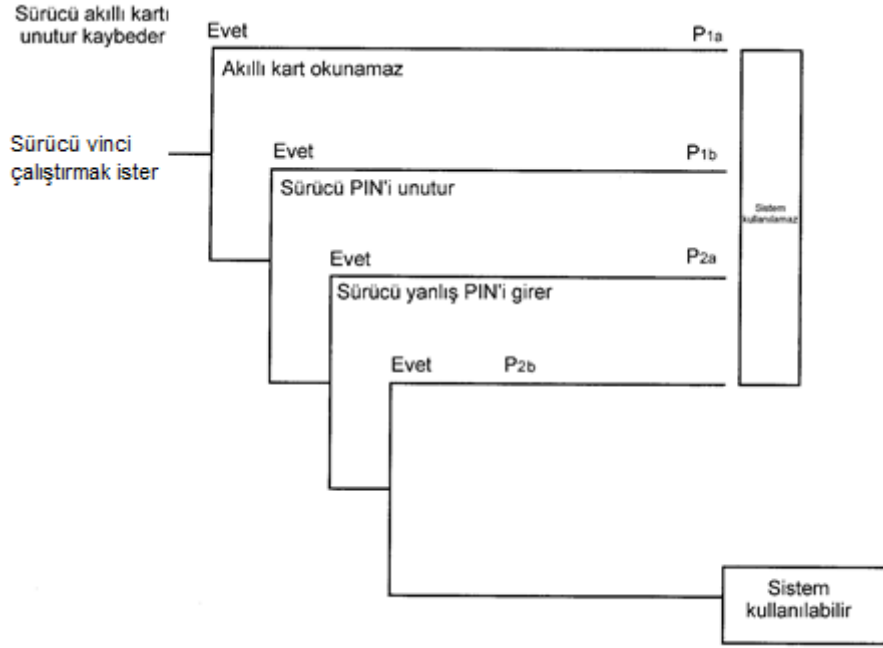 Sürücü akıllı kartı
unutur kaybeder
Evet
P1a
Akıllı kart okunamaz
Sürücü vinci
çalıştırmak ister
Evet
P1b
Sürücü PIN'i unutur
Sistem
kullanılamaz
Evet
P2a
Sürücü yanlış PIN'i girer
Evet
P2b
Sistem
kullanılabilir